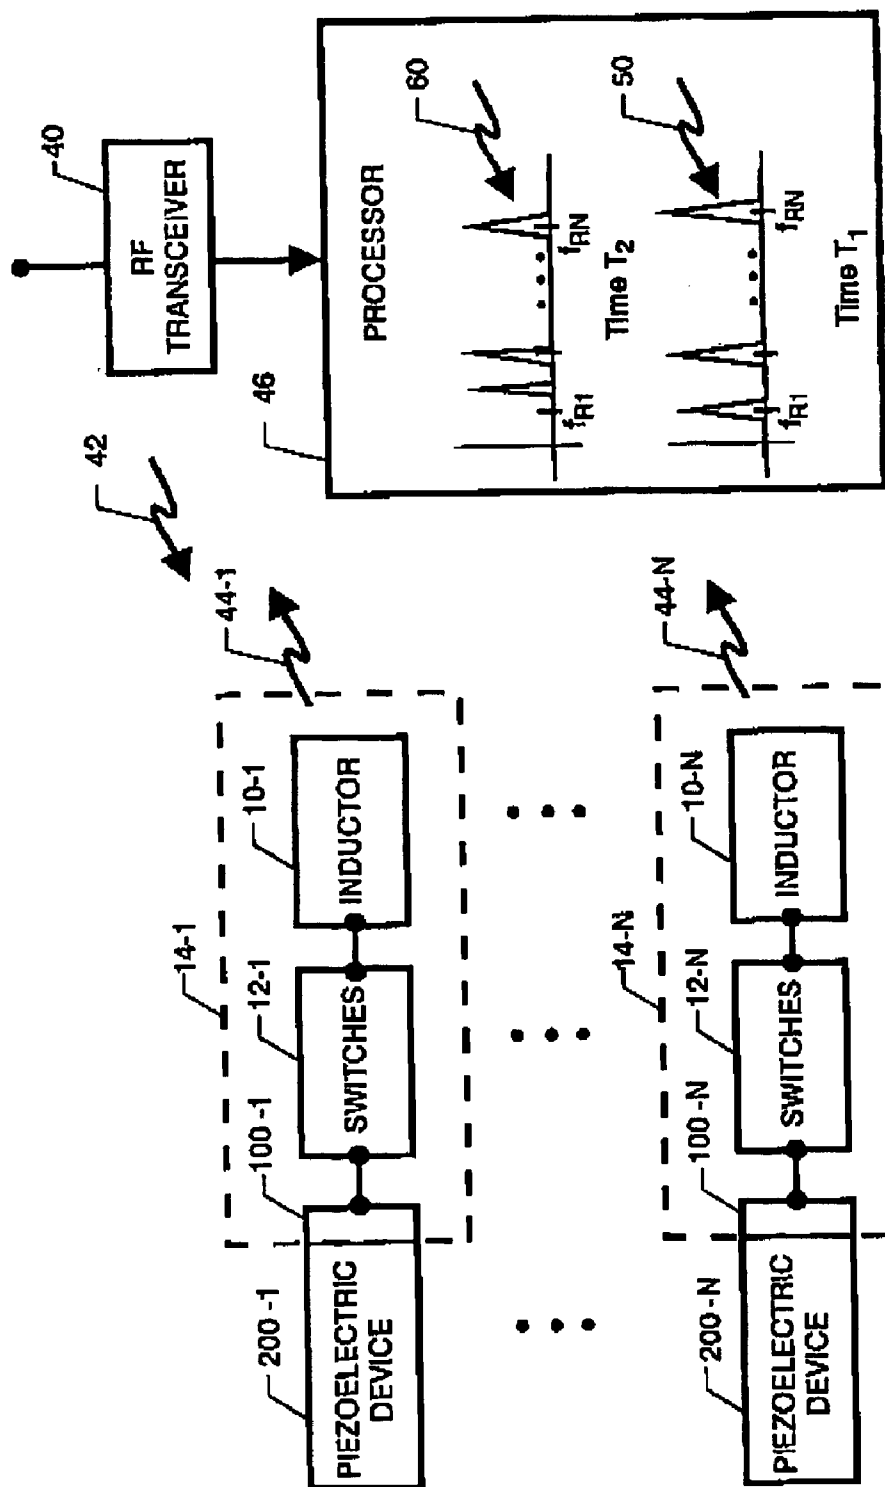 40
RF
TRANSCEIVER
42
46
PROCESSOR
60
fR1
fRN
Time T2
50
fR1
fRN
Time T1
14-1
44-1
200-1
100-1
12-1
10-1
PIEZOELECTRIC
DEVICE
SWITCHES
INDUCTOR
14-N
44-N
200-N
100-N
12-N
10-N
PIEZOELECTRIC
DEVICE
SWITCHES
INDUCTOR